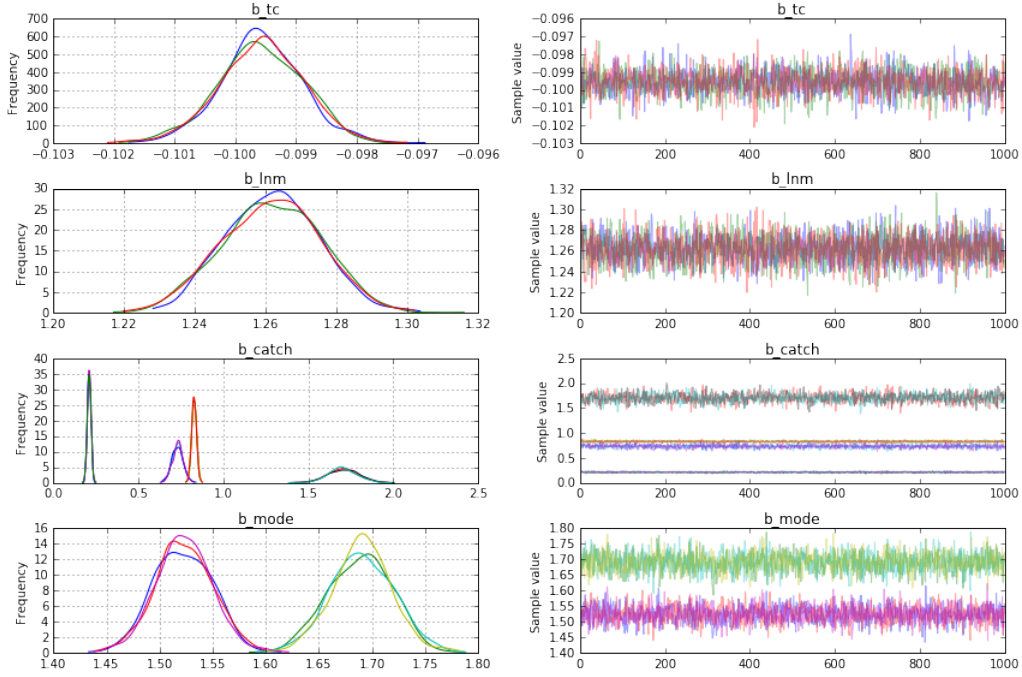 b_tc
b_tc
Frequency
700
600
500
400
300
200
100
0
−0.103 −0.102 −0.101 −0.100 −0.099 −0.098 −0.097 −0.096
Sample value
−0.096
−0.097
−0.098
−0.099
−0.100
−0.101
−0.102
−0.103
0 200 400 600 800 1000
b_lnm
b_lnm
Frequency
30
25
20
15
10
5
0
1.20 1.22 1.24 1.26 1.28 1.30 1.32
Sample value
1.32
1.30
1.28
1.26
1.24
1.22
1.20
0 200 400 600 800 1000
b_catch
b_catch
Frequency
40
35
30
25
20
15
10
5
0
0.0 0.5 1.0 1.5 2.0 2.5
Sample value
2.5
2.0
1.5
1.0
0.5
0.0
0 200 400 600 800 1000
b_mode
b_mode
Frequency
16
14
12
10
8
6
4
2
0
1.40 1.45 1.50 1.55 1.60 1.65 1.70 1.75 1.80
Sample value
1.80
1.75
1.70
1.65
1.60
1.55
1.50
1.45
1.40
0 200 400 600 800 1000